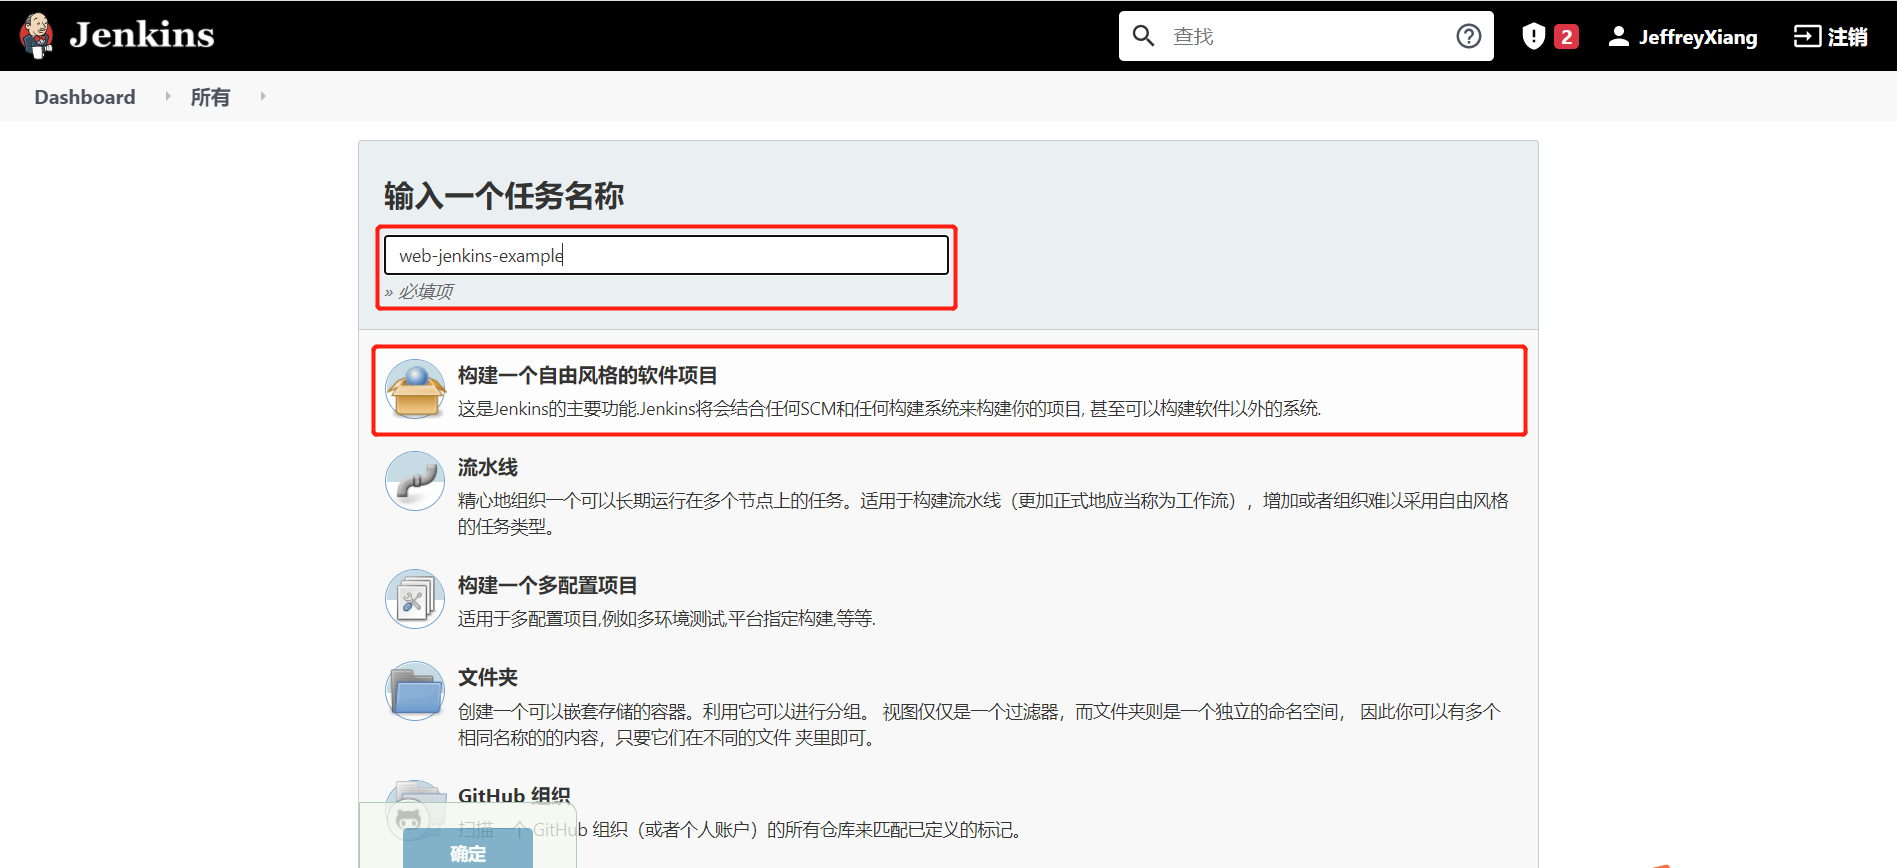 Jenkins
查找
2
JeffreyXiang
注销
Dashboard
所有
输入一个任务名称
web-jenkins-example
» 必填项
构建一个自由风格的软件项目
这是Jenkins的主要功能.Jenkins将会结合任何SCM和任何构建系统来构建你的项目, 甚至可以构建软件以外的系统.
流水线
精心地组织一个可以长期运行在多个节点上的任务。适用于构建流水线（更加正式地应当称为工作流），增加或者组织难以采用自由风格
的任务类型。
构建一个多配置项目
适用于多配置项目,例如多环境测试,平台指定构建,等等.
文件夹
创建一个可以嵌套存储的容器。利用它可以进行分组。 视图仅仅是一个过滤器，而文件夹则是一个独立的命名空间， 因此你可以有多个
相同名称的的内容，只要它们在不同的文件 夹里即可。
GitHub 组织
扫描一个 GitHub 组织（或者个人账户）的所有仓库来匹配已定义的标记。
确定